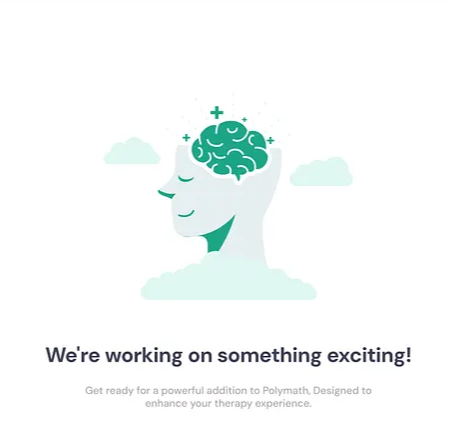 We're working on something exciting!
Get ready for a powerful addition to Polymath, Designed to
enhance your therapy experience.